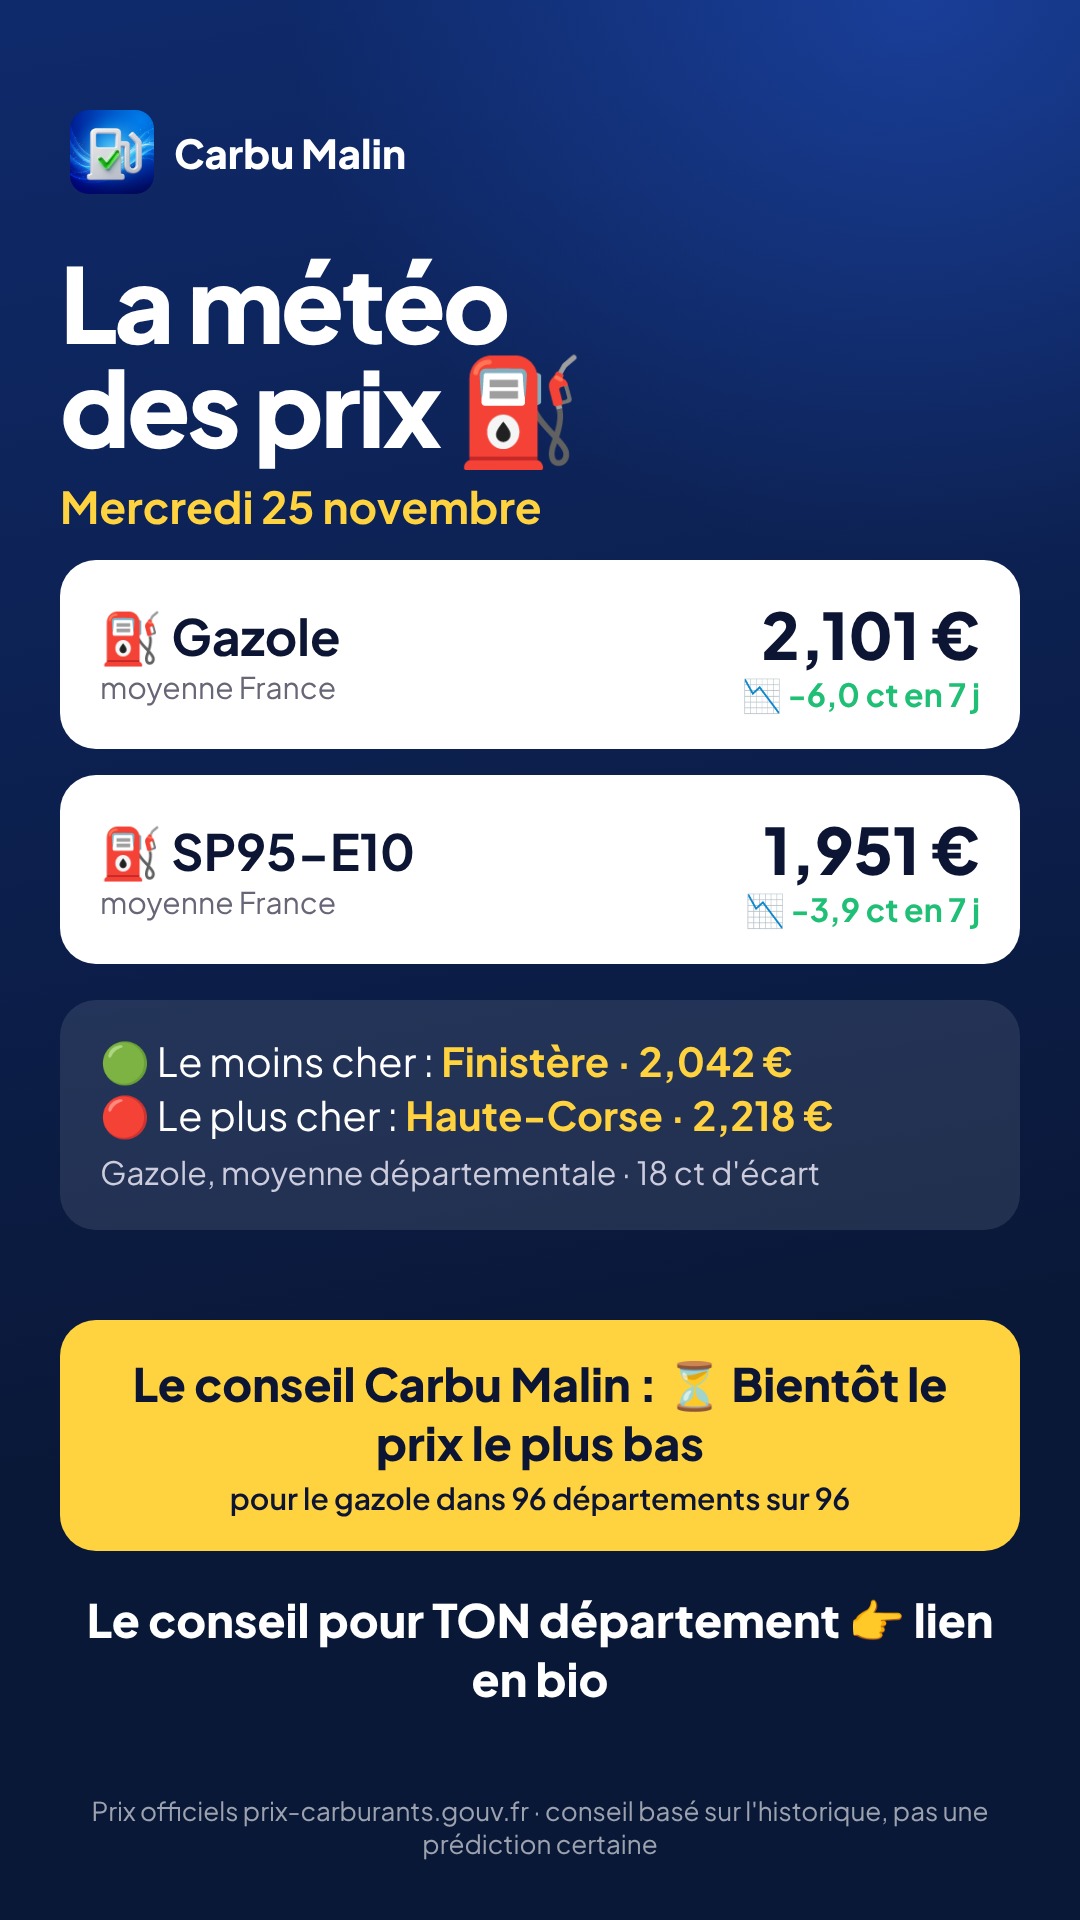 Carbu Malin
La météo
des prix ⛽
Mercredi 25 novembre
⛽ Gazole
moyenne France
2,101 €
📉 -6,0 ct en 7 j
⛽ SP95-E10
moyenne France
1,951 €
📉 -3,9 ct en 7 j
🟢 Le moins cher : Finistère · 2,042 €
🔴 Le plus cher : Haute-Corse · 2,218 €
Gazole, moyenne départementale · 18 ct d'écart
Le conseil Carbu Malin : ⏳ Bientôt le
prix le plus bas
pour le gazole dans 96 départements sur 96
Le conseil pour TON département 👉 lien
en bio
Prix officiels prix-carburants.gouv.fr · conseil basé sur l'historique, pas une
prédiction certaine